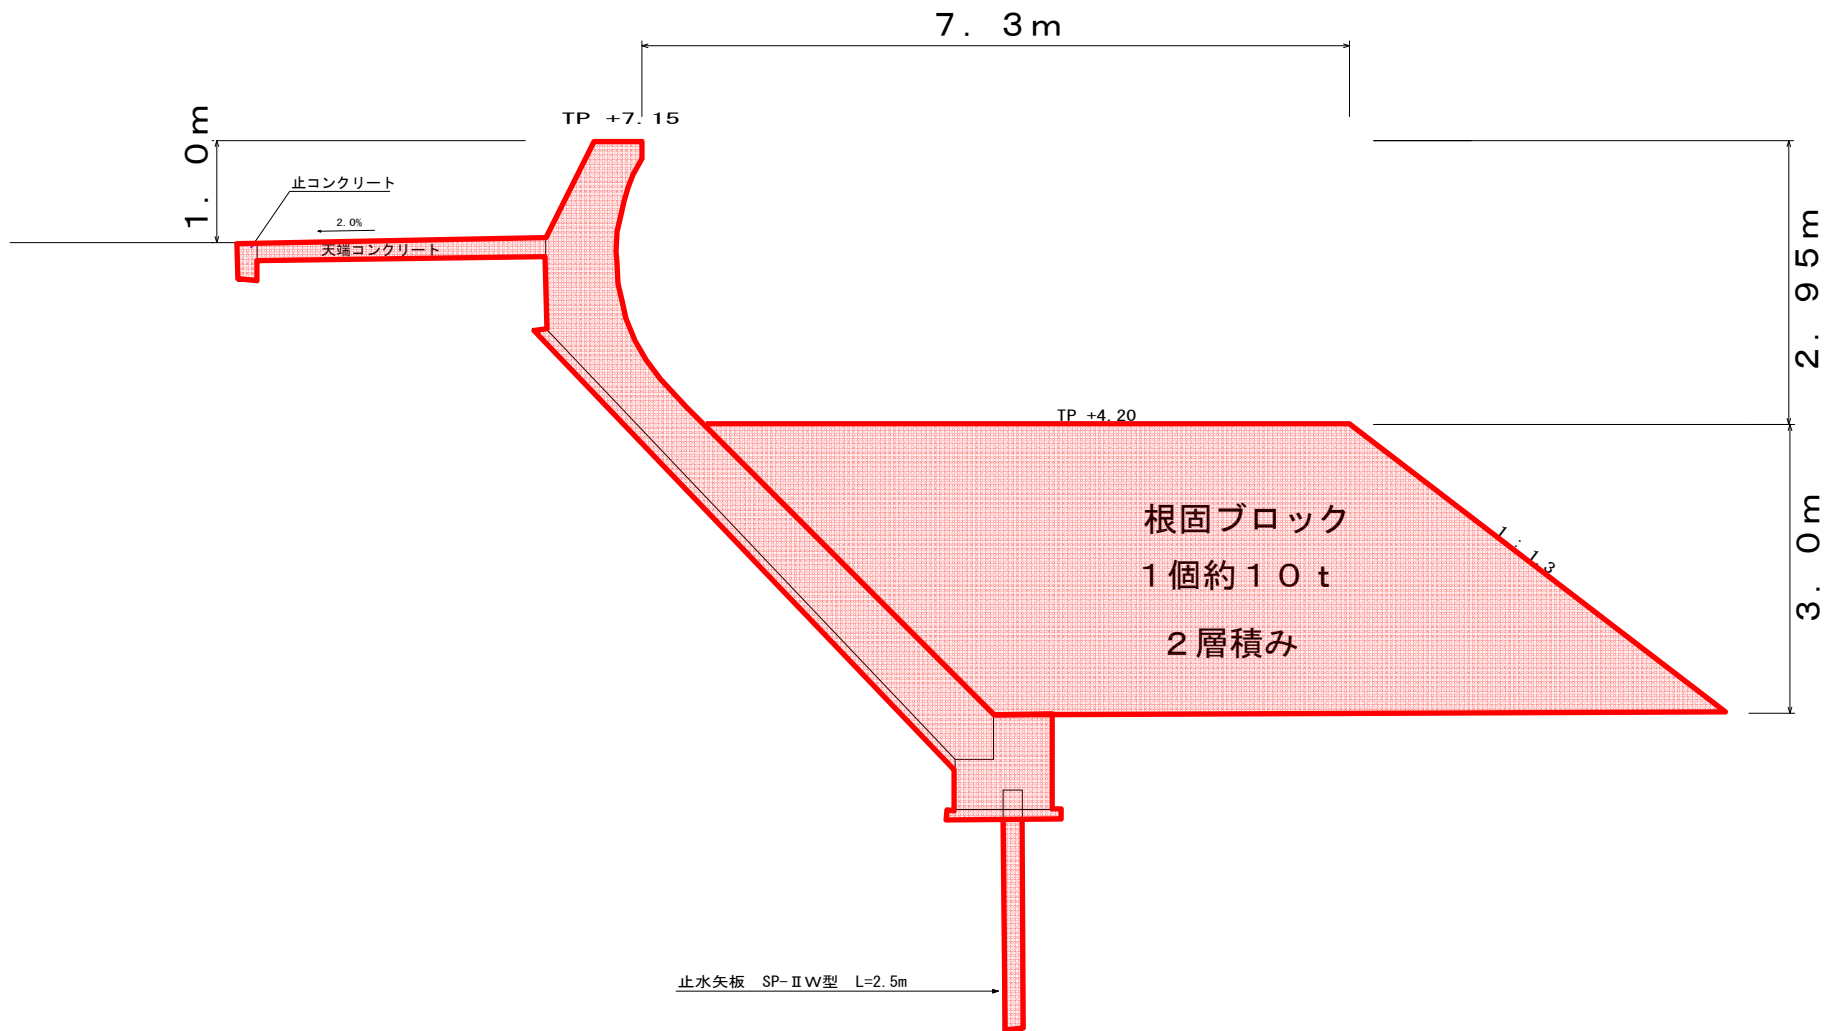 7. 3m
TP +7.15
1. 0m
止コンクリート
2.0%
天端コンクリート
2. 95m
TP +4.20
根固ブロック
1個約10t
2層積み
1:1.3
3. 0m
止水矢板 SP-ⅡW型 L=2.5m